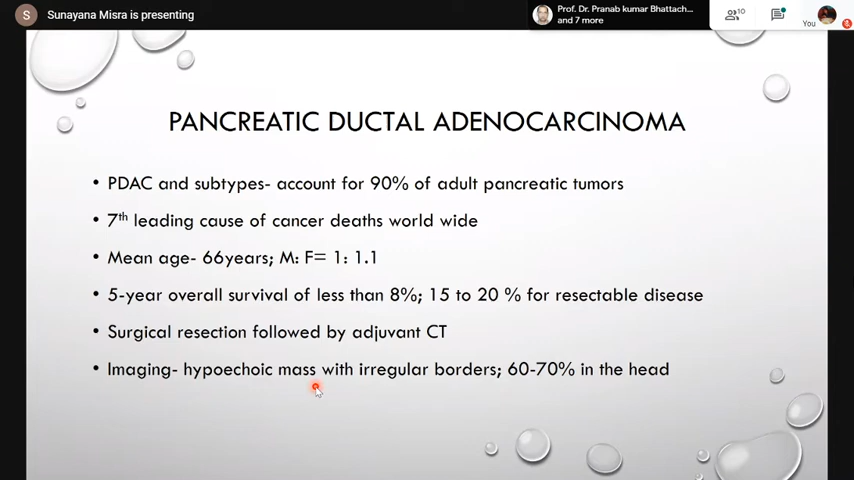 S Sunayana Misra is presenting
Prof. Dr. Pranab kumar Bhattach...
and 7 more
10
You
PANCREATIC DUCTAL ADENOCARCINOMA
• PDAC and subtypes- account for 90% of adult pancreatic tumors
• 7th leading cause of cancer deaths world wide
• Mean age- 66years; M: F= 1: 1.1
• 5-year overall survival of less than 8%; 15 to 20 % for resectable disease
• Surgical resection followed by adjuvant CT
• Imaging- hypoechoic mass with irregular borders; 60-70% in the head